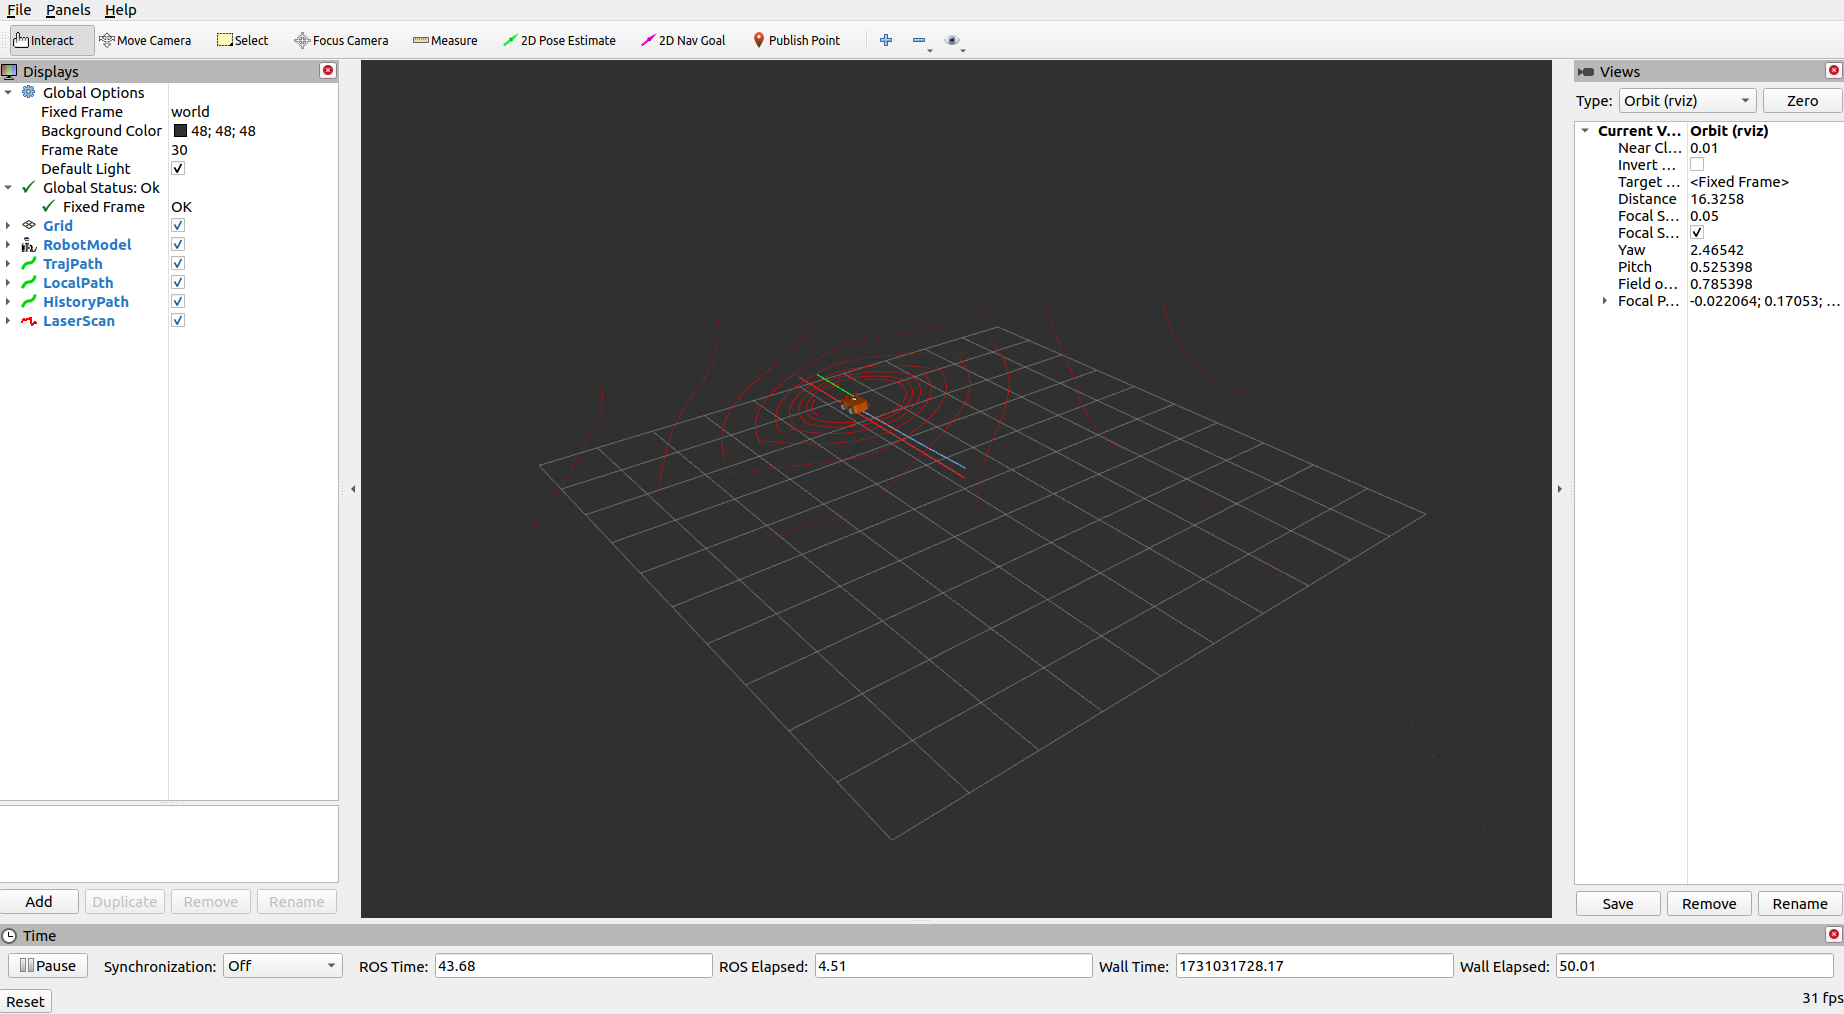 File Panels Help
Interact Move Camera Select Focus Camera Measure 2D Pose Estimate 2D Nav Goal Publish Point
Displays
Global Options
Fixed Frame world
Background Color 48; 48; 48
Frame Rate 30
Default Light
Global Status: Ok
Fixed Frame OK
Grid
RobotModel
TrajPath
LocalPath
HistoryPath
LaserScan
Add Duplicate Remove Rename
Views
Type: Orbit (rviz) Zero
Current V... Orbit (rviz)
Near Cl... 0.01
Invert ...
Target ... <Fixed Frame>
Distance 16.3258
Focal S... 0.05
Focal S...
Yaw 2.46542
Pitch 0.525398
Field o... 0.785398
Focal P... -0.022064; 0.17053; ...
Save Remove Rename
Time
Pause Synchronization: Off ROS Time: 43.68 ROS Elapsed: 4.51 Wall Time: 1731031728.17 Wall Elapsed: 50.01
Reset 31 fps